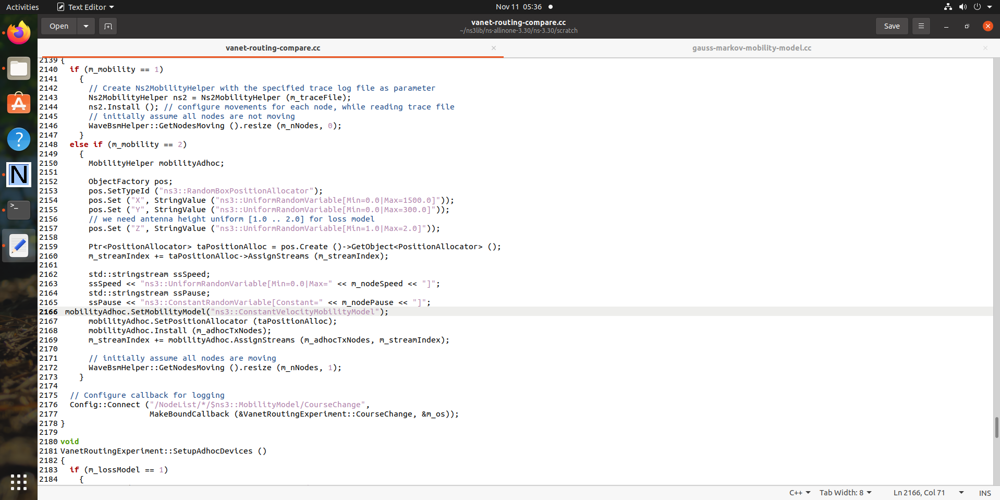 Activities Text Editor Nov 11 05:36
Open vanet-routing-compare.cc Save
~/ns3lib/ns-allinone-3.30/ns-3.30/scratch
vanet-routing-compare.cc × gauss-markov-mobility-model.cc ×
2139 {
2140   if (m_mobility == 1)
2141     {
2142       // Create Ns2MobilityHelper with the specified trace log file as parameter
2143       Ns2MobilityHelper ns2 = Ns2MobilityHelper (m_traceFile);
2144       ns2.Install (); // configure movements for each node, while reading trace file
2145       // initially assume all nodes are not moving
2146       WaveBsmHelper::GetNodesMoving ().resize (m_nNodes, 0);
2147     }
2148   else if (m_mobility == 2)
2149     {
2150       MobilityHelper mobilityAdhoc;
2151
2152       ObjectFactory pos;
2153       pos.SetTypeId ("ns3::RandomBoxPositionAllocator");
2154       pos.Set ("X", StringValue ("ns3::UniformRandomVariable[Min=0.0|Max=1500.0]"));
2155       pos.Set ("Y", StringValue ("ns3::UniformRandomVariable[Min=0.0|Max=300.0]"));
2156       // we need antenna height uniform [1.0 .. 2.0] for loss model
2157       pos.Set ("Z", StringValue ("ns3::UniformRandomVariable[Min=1.0|Max=2.0]"));
2158
2159       Ptr<PositionAllocator> taPositionAlloc = pos.Create ()->GetObject<PositionAllocator> ();
2160       m_streamIndex += taPositionAlloc->AssignStreams (m_streamIndex);
2161
2162       std::stringstream ssSpeed;
2163       ssSpeed << "ns3::UniformRandomVariable[Min=0.0|Max=" << m_nodeSpeed << "]";
2164       std::stringstream ssPause;
2165       ssPause << "ns3::ConstantRandomVariable[Constant=" << m_nodePause << "]";
2166  mobilityAdhoc.SetMobilityModel("ns3::ConstantVelocityMobilityModel");
2167       mobilityAdhoc.SetPositionAllocator (taPositionAlloc);
2168       mobilityAdhoc.Install (m_adhocTxNodes);
2169       m_streamIndex += mobilityAdhoc.AssignStreams (m_adhocTxNodes, m_streamIndex);
2170
2171       // initially assume all nodes are moving
2172       WaveBsmHelper::GetNodesMoving ().resize (m_nNodes, 1);
2173     }
2174
2175   // Configure callback for logging
2176   Config::Connect ("/NodeList/*/$ns3::MobilityModel/CourseChange",
2177                    MakeBoundCallback (&VanetRoutingExperiment::CourseChange, &m_os));
2178 }
2179
2180 void
2181 VanetRoutingExperiment::SetupAdhocDevices ()
2182 {
2183   if (m_lossModel == 1)
2184     {
C++ Tab Width: 8 Ln 2166, Col 71 INS